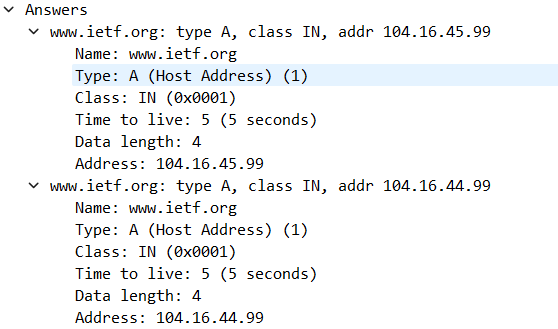 Answers
www.ietf.org: type A, class IN, addr 104.16.45.99
Name: www.ietf.org
Type: A (Host Address) (1)
Class: IN (0x0001)
Time to live: 5 (5 seconds)
Data length: 4
Address: 104.16.45.99
www.ietf.org: type A, class IN, addr 104.16.44.99
Name: www.ietf.org
Type: A (Host Address) (1)
Class: IN (0x0001)
Time to live: 5 (5 seconds)
Data length: 4
Address: 104.16.44.99